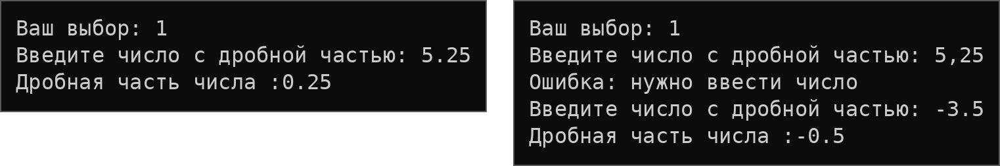 Ваш выбор: 1
Введите число с дробной частью: 5.25
Дробная часть числа :0.25
Ваш выбор: 1
Введите число с дробной частью: 5,25
Ошибка: нужно ввести число
Введите число с дробной частью: -3.5
Дробная часть числа :-0.5